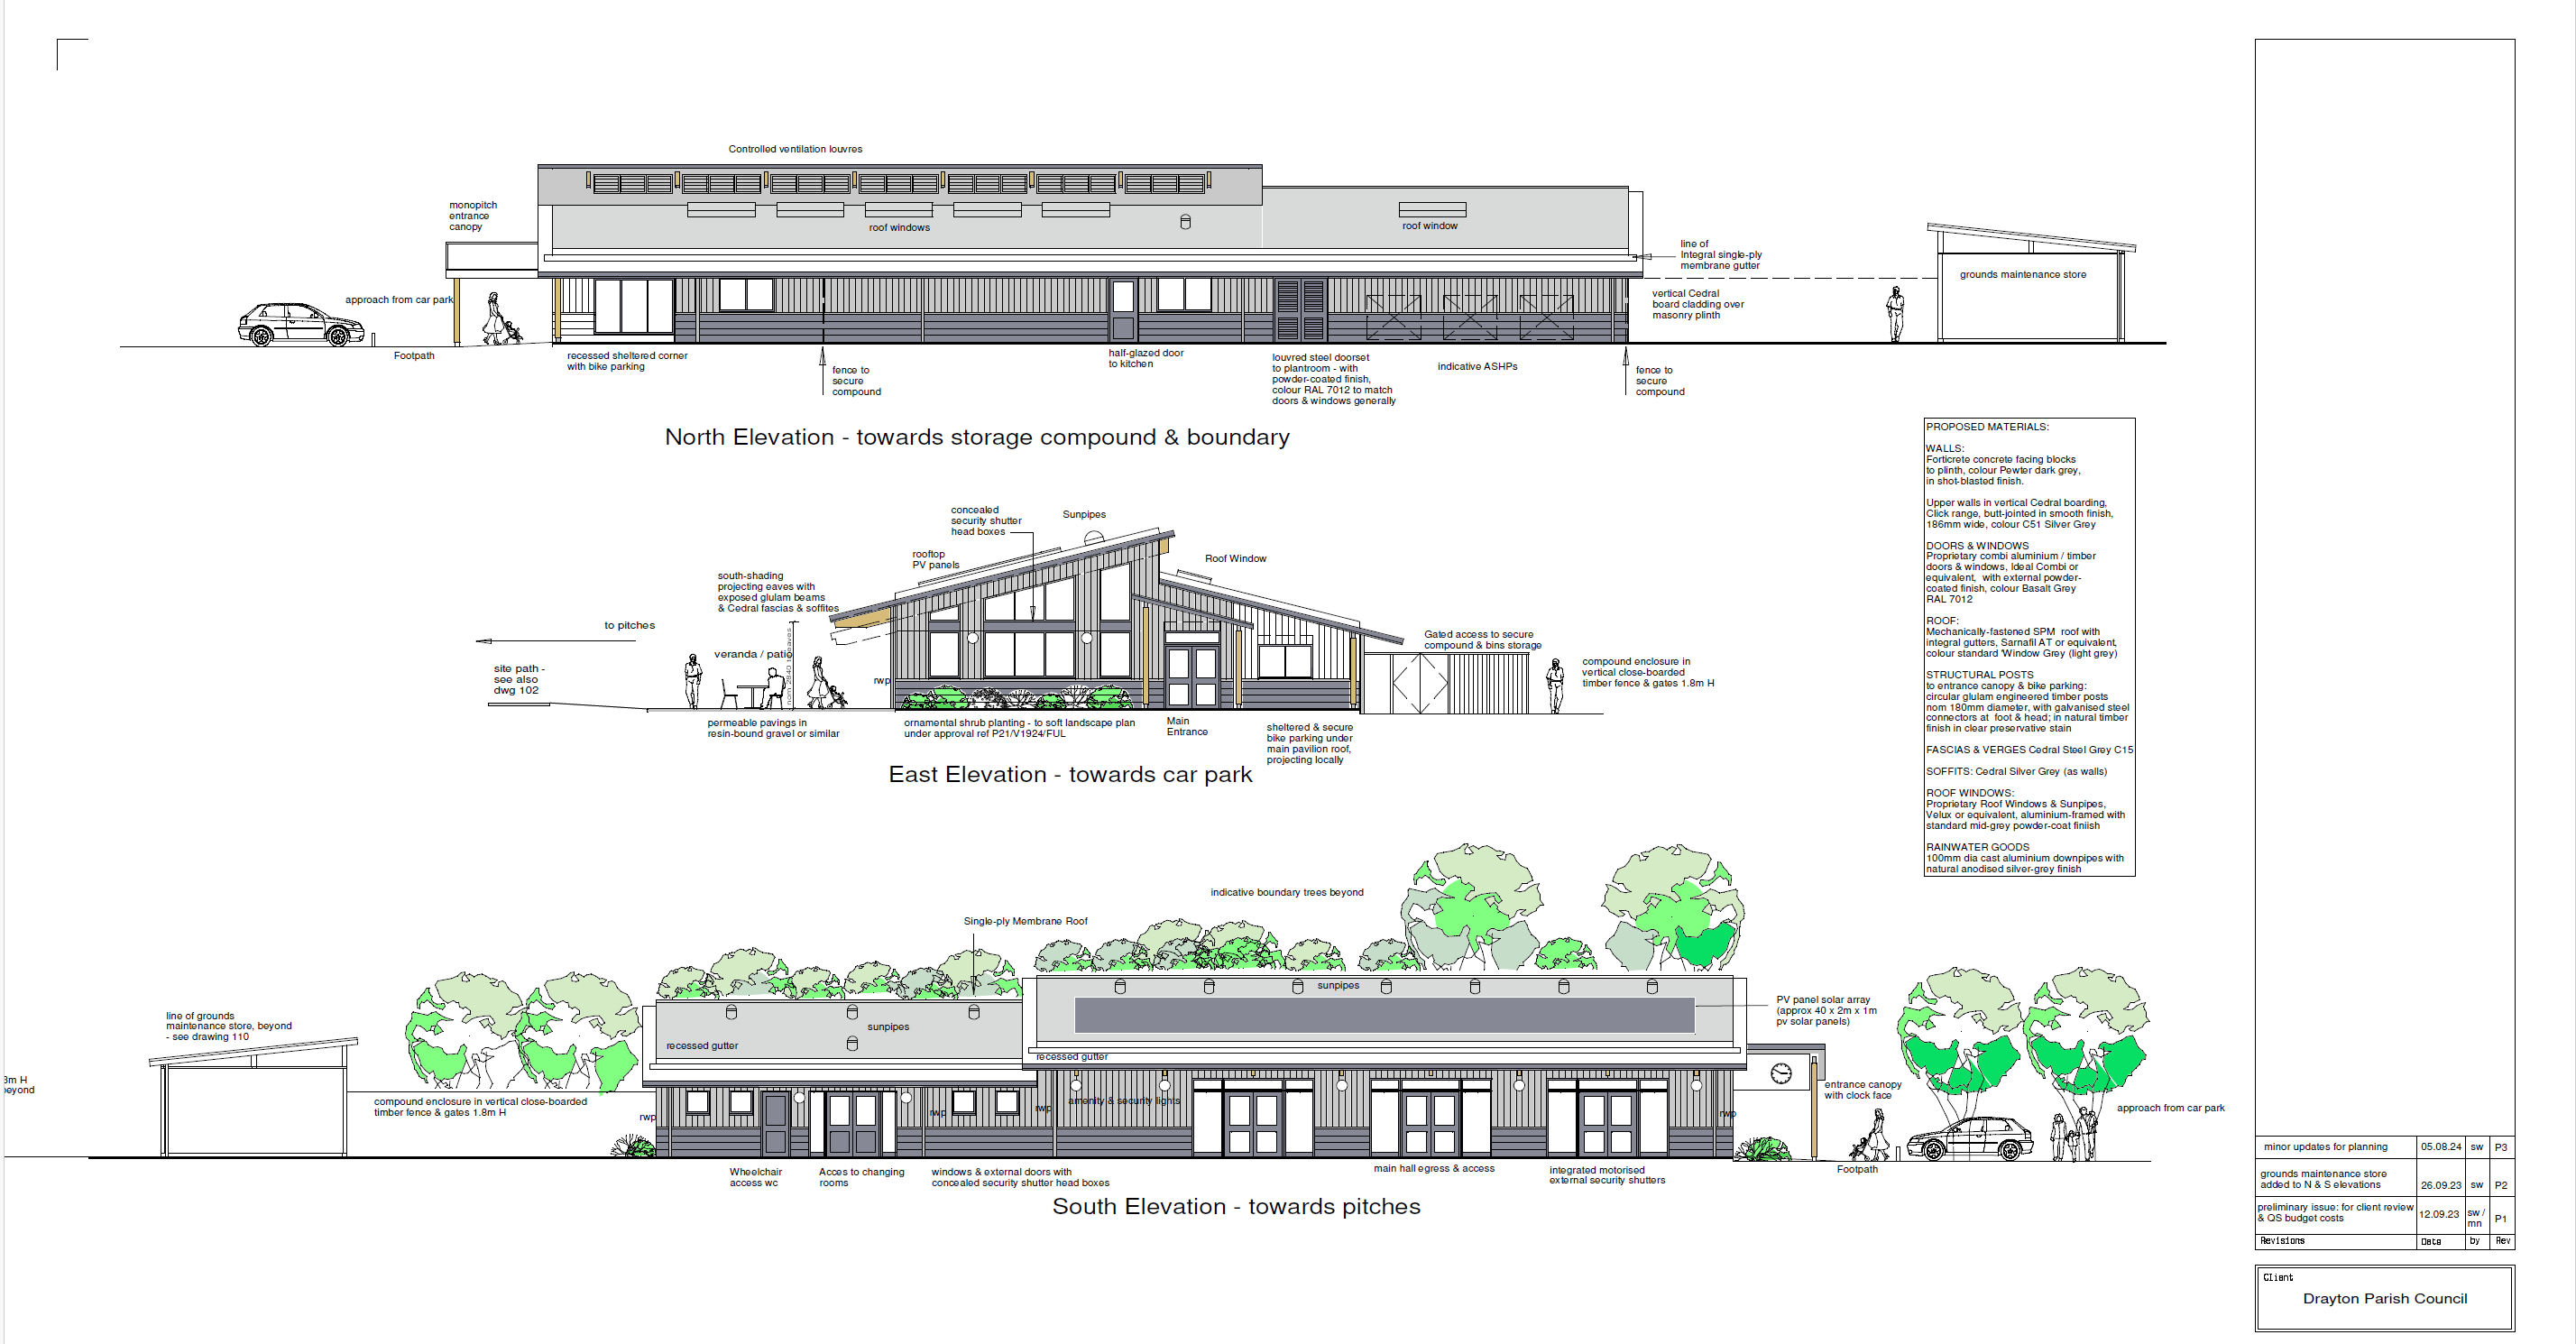 Controlled ventilation louvres
monopitch
entrance
canopy
roof windows
roof window
line of
Integral single-ply
membrane gutter
grounds maintenance store
approach from car park
vertical Cedral
board cladding over
masonry plinth
Footpath
recessed sheltered corner
with bike parking
fence to
secure
compound
half-glazed door
to kitchen
louvred steel doorset
to plantroom - with
powder-coated finish,
colour RAL 7012 to match
doors & windows generally
indicative ASHPs
fence to
secure
compound
North Elevation - towards storage compound & boundary
PROPOSED MATERIALS:
WALLS:
Forticrete concrete facing blocks
to plinth, colour Pewter dark grey,
in shot-blasted finish.
Upper walls in vertical Cedral boarding,
Click range, butt-jointed in smooth finish,
186mm wide, colour C51 Silver Grey
DOORS & WINDOWS
Proprietary combi aluminium / timber
doors & windows, Ideal Combi or
equivalent, with external powder-
coated finish, colour Basalt Grey
RAL 7012
ROOF:
Mechanically-fastened SPM roof with
integral gutters, Sarnafil AT or equivalent,
colour standard 'Window Grey (light grey)
STRUCTURAL POSTS
to entrance canopy & bike parking:
circular glulam engineered timber posts
nom 180mm diameter, with galvanised steel
connectors at foot & head; in natural timber
finish in clear preservative stain
FASCIAS & VERGES Cedral Steel Grey C15
SOFFITS: Cedral Silver Grey (as walls)
ROOF WINDOWS:
Proprietary Roof Windows & Sunpipes,
Velux or equivalent, aluminium-framed with
standard mid-grey powder-coat finiish
RAINWATER GOODS
100mm dia cast aluminium downpipes with
natural anodised silver-grey finish
concealed
security shutter
head boxes
Sunpipes
rooftop
PV panels
Roof Window
south-shading
projecting eaves with
exposed glulam beams
& Cedral fascias & soffites
to pitches
veranda / patio
nom 2840 to eaves
site path -
see also
dwg 102
rwp
Gated access to secure
compound & bins storage
compound enclosure in
vertical close-boarded
timber fence & gates 1.8m H
permeable pavings in
resin-bound gravel or similar
ornamental shrub planting - to soft landscape plan
under approval ref P21/V1924/FUL
Main
Entrance
sheltered & secure
bike parking under
main pavilion roof,
projecting locally
East Elevation - towards car park
indicative boundary trees beyond
Single-ply Membrane Roof
sunpipes
PV panel solar array
(approx 40 x 2m x 1m
pv solar panels)
line of grounds
maintenance store, beyond
- see drawing 110
sunpipes
recessed gutter
recessed gutter
3m H
beyond
compound enclosure in vertical close-boarded
timber fence & gates 1.8m H
rwp
rwp
rwp
amenity & security lights
rwp
entrance canopy
with clock face
approach from car park
Wheelchair
access wc
Acces to changing
rooms
windows & external doors with
concealed security shutter head boxes
main hall egress & access
integrated motorised
external security shutters
Footpath
South Elevation - towards pitches
minor updates for planning 05.08.24 sw P3
grounds maintenance store
added to N & S elevations 26.09.23 sw P2
preliminary issue: for client review
& QS budget costs 12.09.23 sw / mn P1
Revisions Date by Rev
Client
Drayton Parish Council